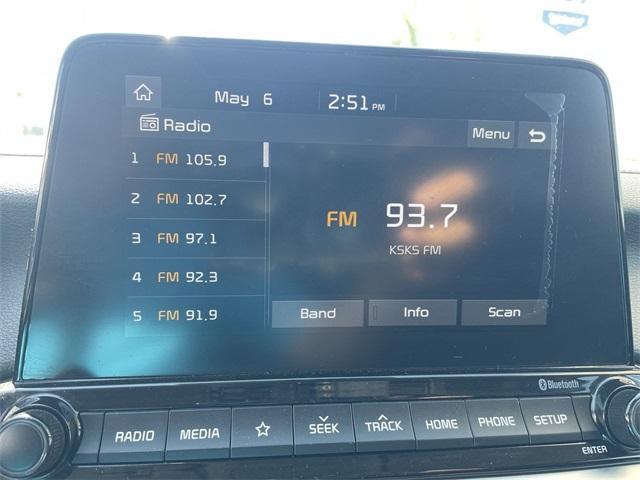 May 6 2:51 PM
Radio Menu
1 FM 105.9
2 FM 102.7
3 FM 97.1
4 FM 92.3
5 FM 91.9
FM 93.7
KSKS FM
Band Info Scan
Bluetooth
RADIO MEDIA SEEK TRACK HOME PHONE SETUP
ENTER